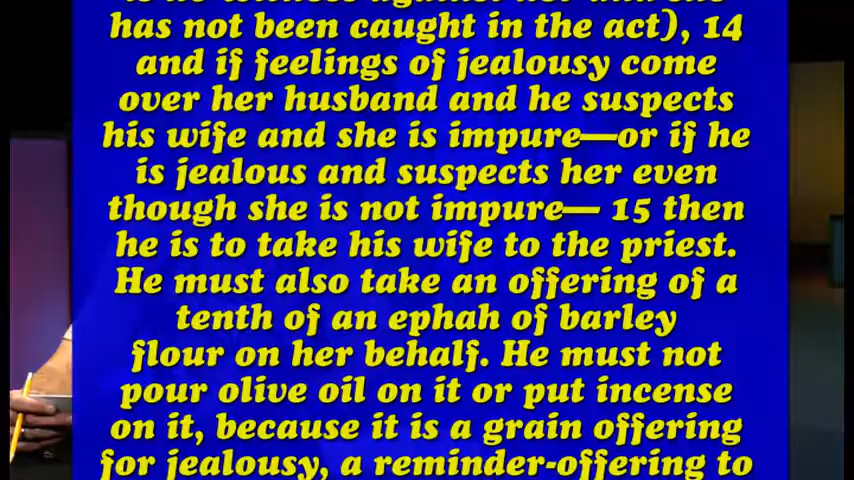 has not been caught in the act), 14
and if feelings of jealousy come
over her husband and he suspects
his wife and she is impure—or if he
is jealous and suspects her even
though she is not impure— 15 then
he is to take his wife to the priest.
He must also take an offering of a
tenth of an ephah of barley
flour on her behalf. He must not
pour olive oil on it or put incense
on it, because it is a grain offering
for jealousy, a reminder-offering to